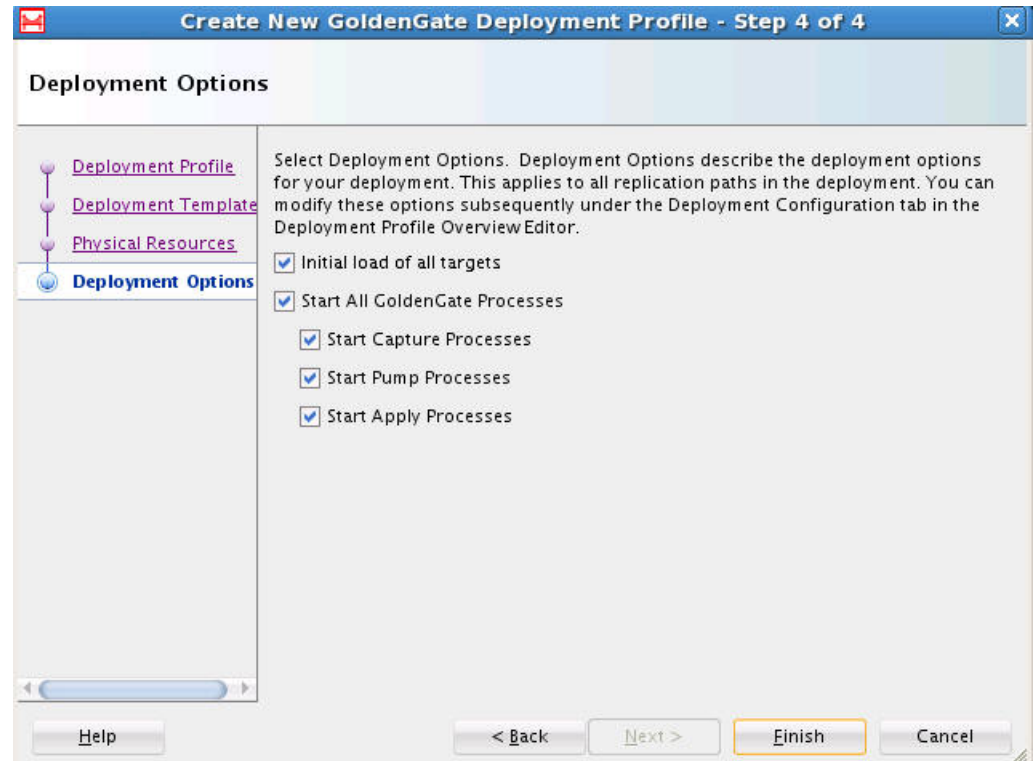 Create New GoldenGate Deployment Profile - Step 4 of 4
Deployment Options
Deployment Profile
Deployment Template
Physical Resources
Deployment Options
Select Deployment Options. Deployment Options describe the deployment options
for your deployment. This applies to all replication paths in the deployment. You can
modify these options subsequently under the Deployment Configuration tab in the
Deployment Profile Overview Editor.
Initial load of all targets
Start All GoldenGate Processes
Start Capture Processes
Start Pump Processes
Start Apply Processes
Help
< Back
Next >
Finish
Cancel